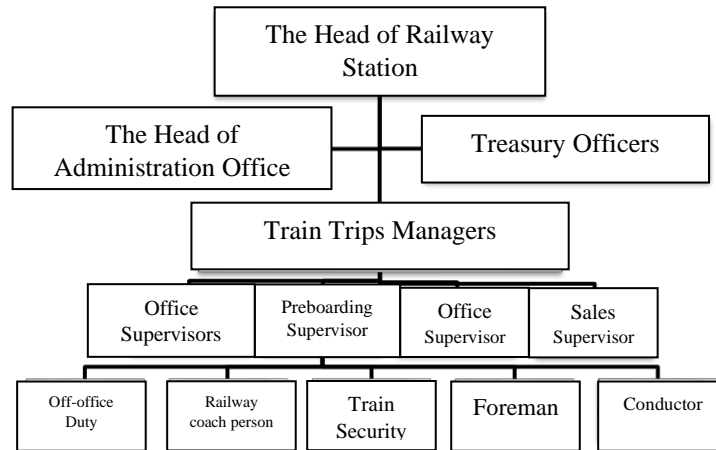 The Head of Railway
Station
The Head of
Administration Office
Treasury Officers
Train Trips Managers
Office
Supervisors
Preboarding
Supervisor
Office
Supervisor
Sales
Supervisor
Off-office
Duty
Railway
coach person
Train
Security
Foreman
Conductor